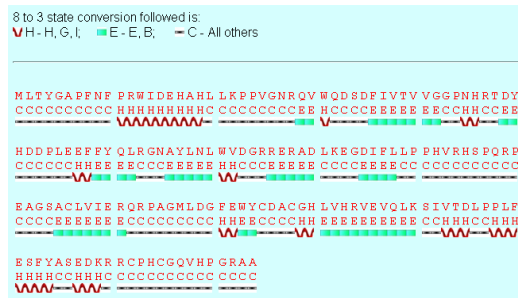 8 to 3 state conversion followed is:
H - H, G, I; E - E, B; C - All others
MLTYGAPFNF PRWIDEHAHL LKPPVGNRQV WQDSDFIVTV VGGPNHRTDY
CCCCCCCCCC HHHHHHHHHC CCCCCCCCEE HCCCCEEEEE EECCHHCCEE
HDDPLEEFFY QLRGNAYLNL WVDGRRERAD LKEGDIFLLP PHVRHSPQRP
CCCCCCHHEE EECCCEEEEE HHCCCEEEEE CCCCEEEECC CCCCCCCCCC
EAGSACLVIE RQRPAGMLDG FEWYCDACGH LVHRVEVQLK SIVTDLPPLF
CCCCEEEEEE ECCCCCCCCC HHEECCCCHH EEEEEEEEEE CCHHHCCHHH
ESFYASEDKR RCPHCGQVHP GRAA
HHHHCCHHHC CCCCCCCCCC CCCC